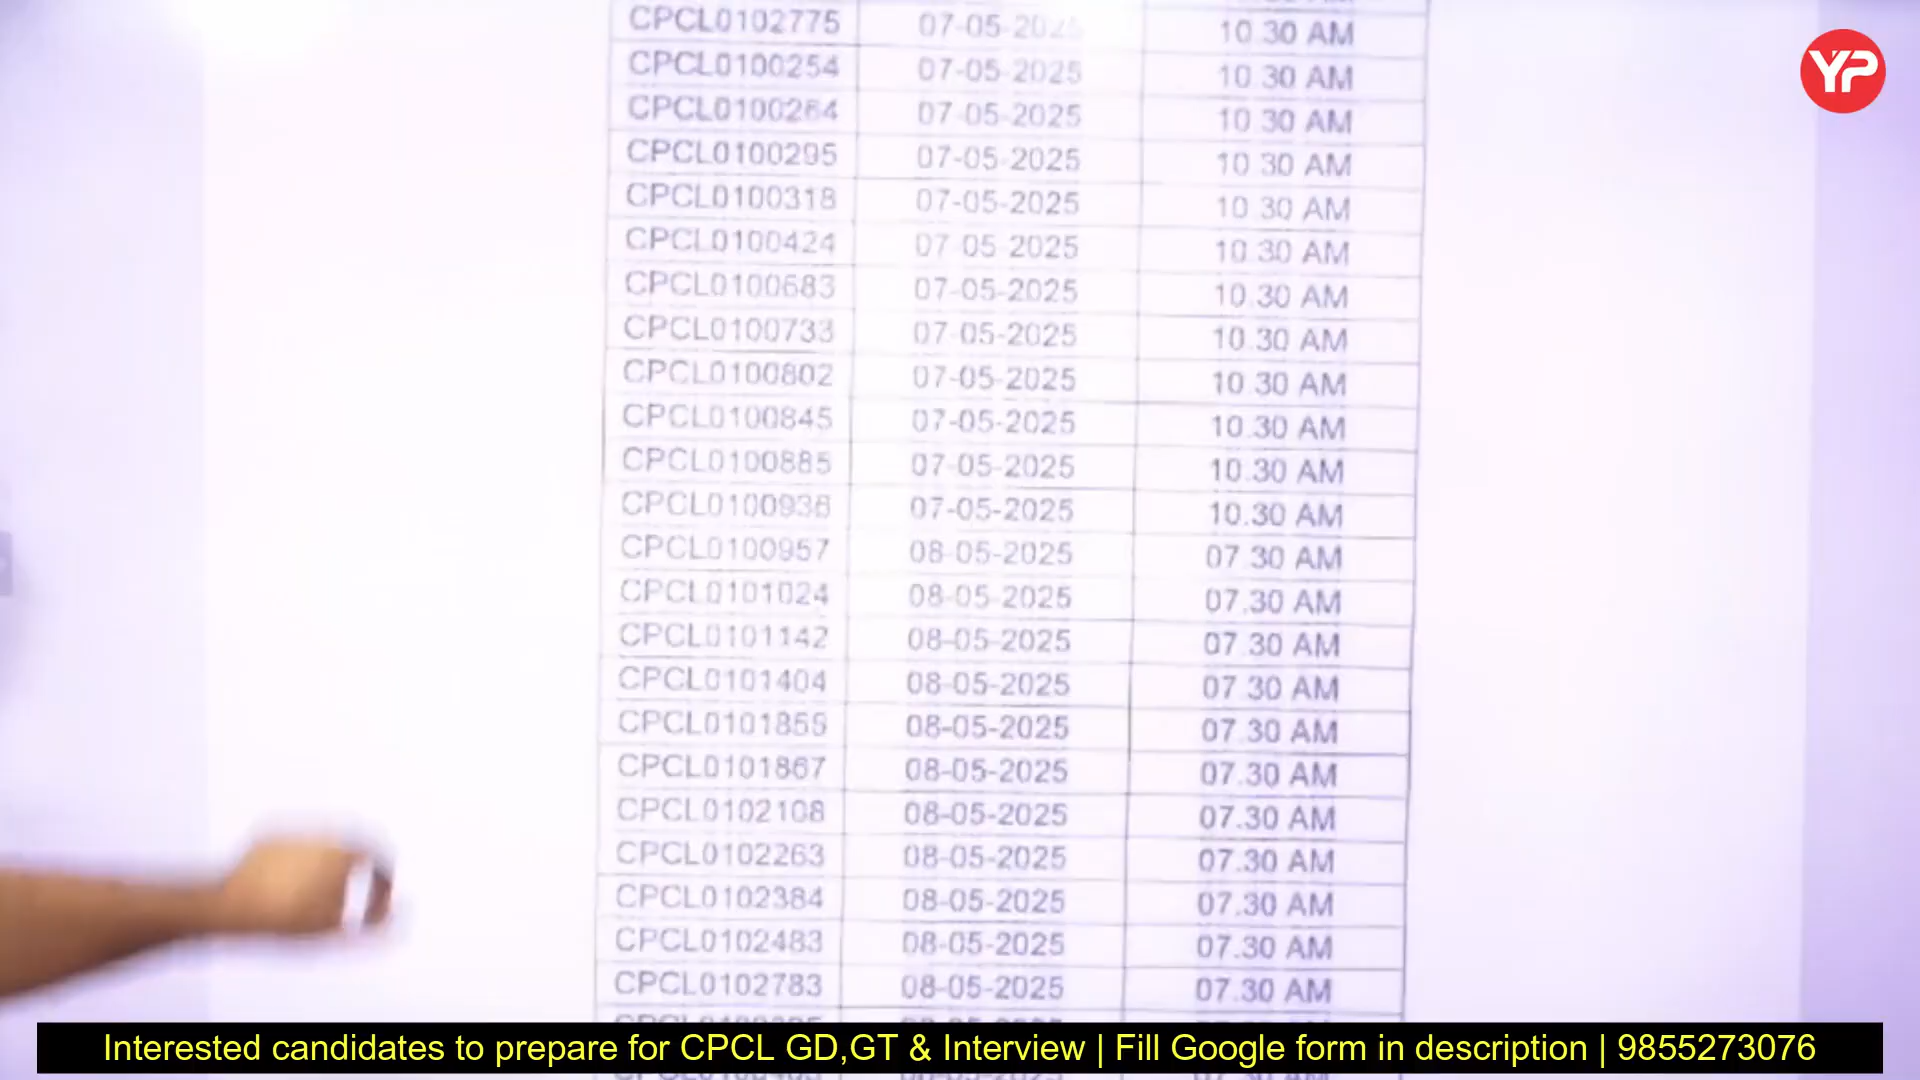 YP
CPCL0102775 07-05-2025 10 30 AM
CPCL0100254 07-05-2025 10 30 AM
CPCL0100264 07-05-2025 10 30 AM
CPCL0100295 07-05-2025 10 30 AM
CPCL0100318 07-05-2025 10 30 AM
CPCL0100424 07 05 2025 10.30 AM
CPCL0100683 07-05-2025 10.30 AM
CPCL0100733 07-05-2025 10.30 AM
CPCL0100802 07-05-2025 10 30 AM
CPCL0100845 07-05-2025 10.30 AM
CPCL0100885 07-05-2025 10.30 AM
CPCL0100936 07-05-2025 10.30 AM
CPCL0100957 08-05-2025 07 30 AM
CPCL0101024 08-05-2025 07.30 AM
CPCL0101142 08-05-2025 07 30 AM
CPCL0101404 08-05-2025 07 30 AM
CPCL0101855 08-05-2025 07 30 AM
CPCL0101867 08-05-2025 07.30 AM
CPCL0102108 08-05-2025 07.30 AM
CPCL0102263 08-05-2025 07.30 AM
CPCL0102384 08-05-2025 07.30 AM
CPCL0102483 08-05-2025 07.30 AM
CPCL0102783 08-05-2025 07.30 AM
Interested candidates to prepare for CPCL GD,GT & Interview | Fill Google form in description | 9855273076